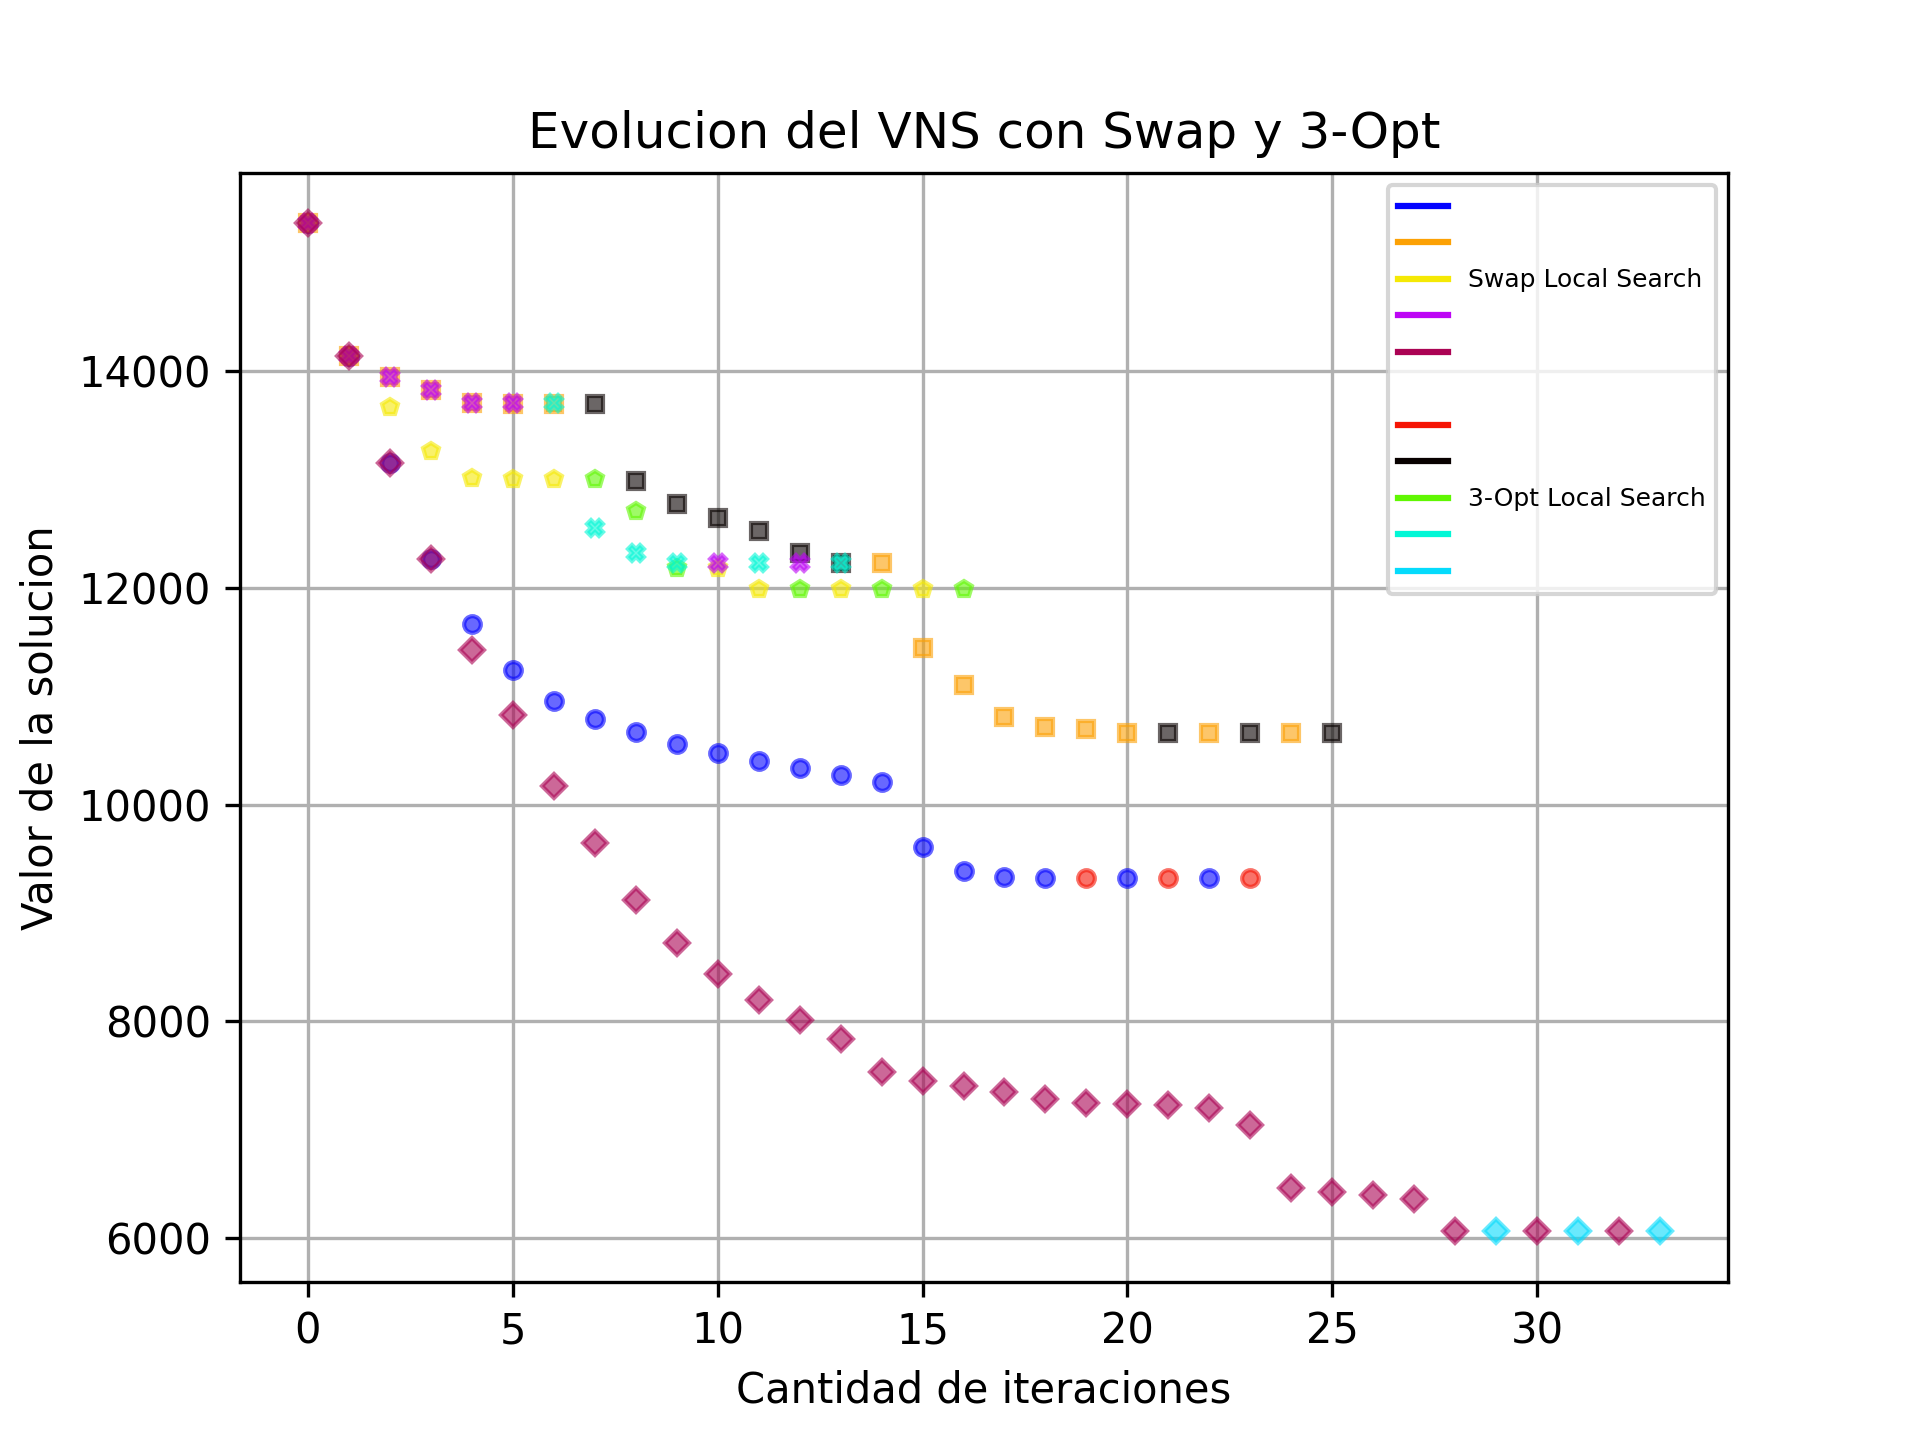 Evolucion del VNS con Swap y 3-Opt
Swap Local Search
3-Opt Local Search
Valor de la solucion
14000
12000
10000
8000
6000
0 5 10 15 20 25 30
Cantidad de iteraciones